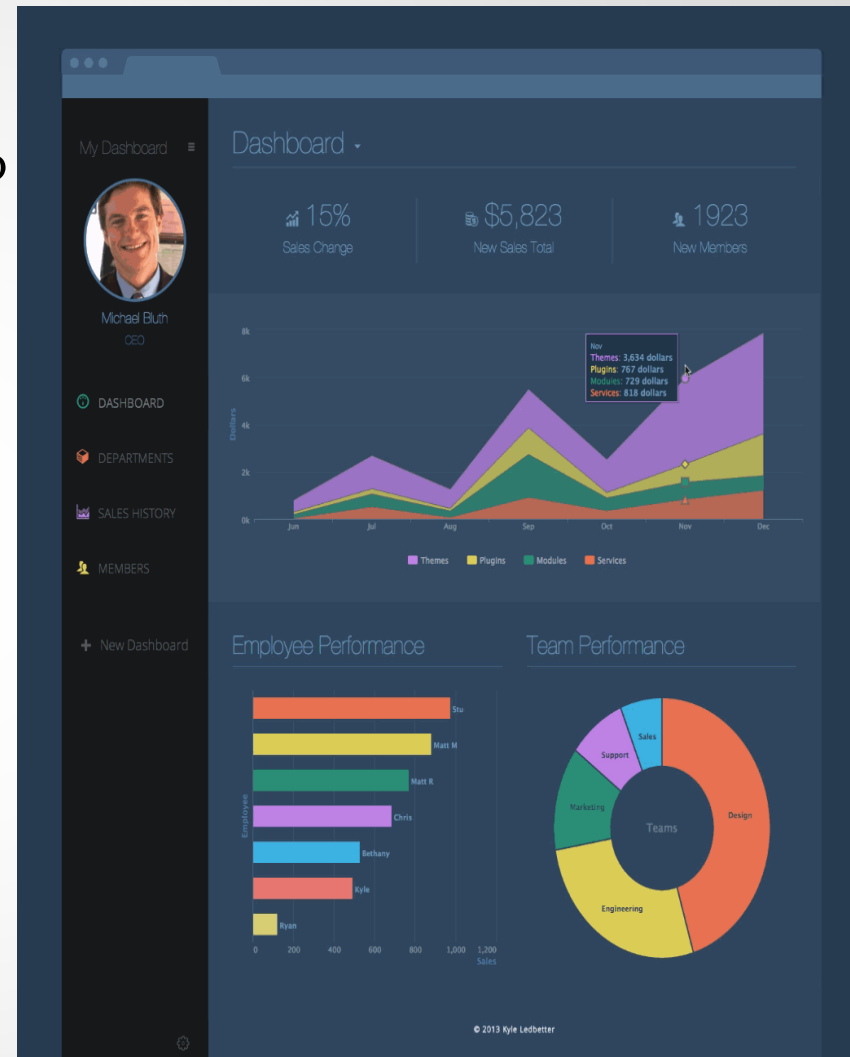 My Dashboard
Michael Bluth
CEO
DASHBOARD
DEPARTMENTS
SALES HISTORY
MEMBERS
New Dashboard
Dashboard
15%
Sales Change
$5,823
New Sales Total
1923
New Members
8k
6k
4k
2k
0k
Dollars
Nov
Themes: 3,634 dollars
Plugins: 767 dollars
Modules: 729 dollars
Services: 818 dollars
Jun Jul Aug Sep Oct Nov Dec
Themes Plugins Modules Services
Employee Performance
Employee
Stu
Matt M
Matt R
Chris
Bethany
Kyle
Ryan
0 200 400 600 800 1,000 1,200
Sales
Team Performance
Sales
Support
Marketing
Design
Engineering
Teams
© 2013 Kyle Ledbetter